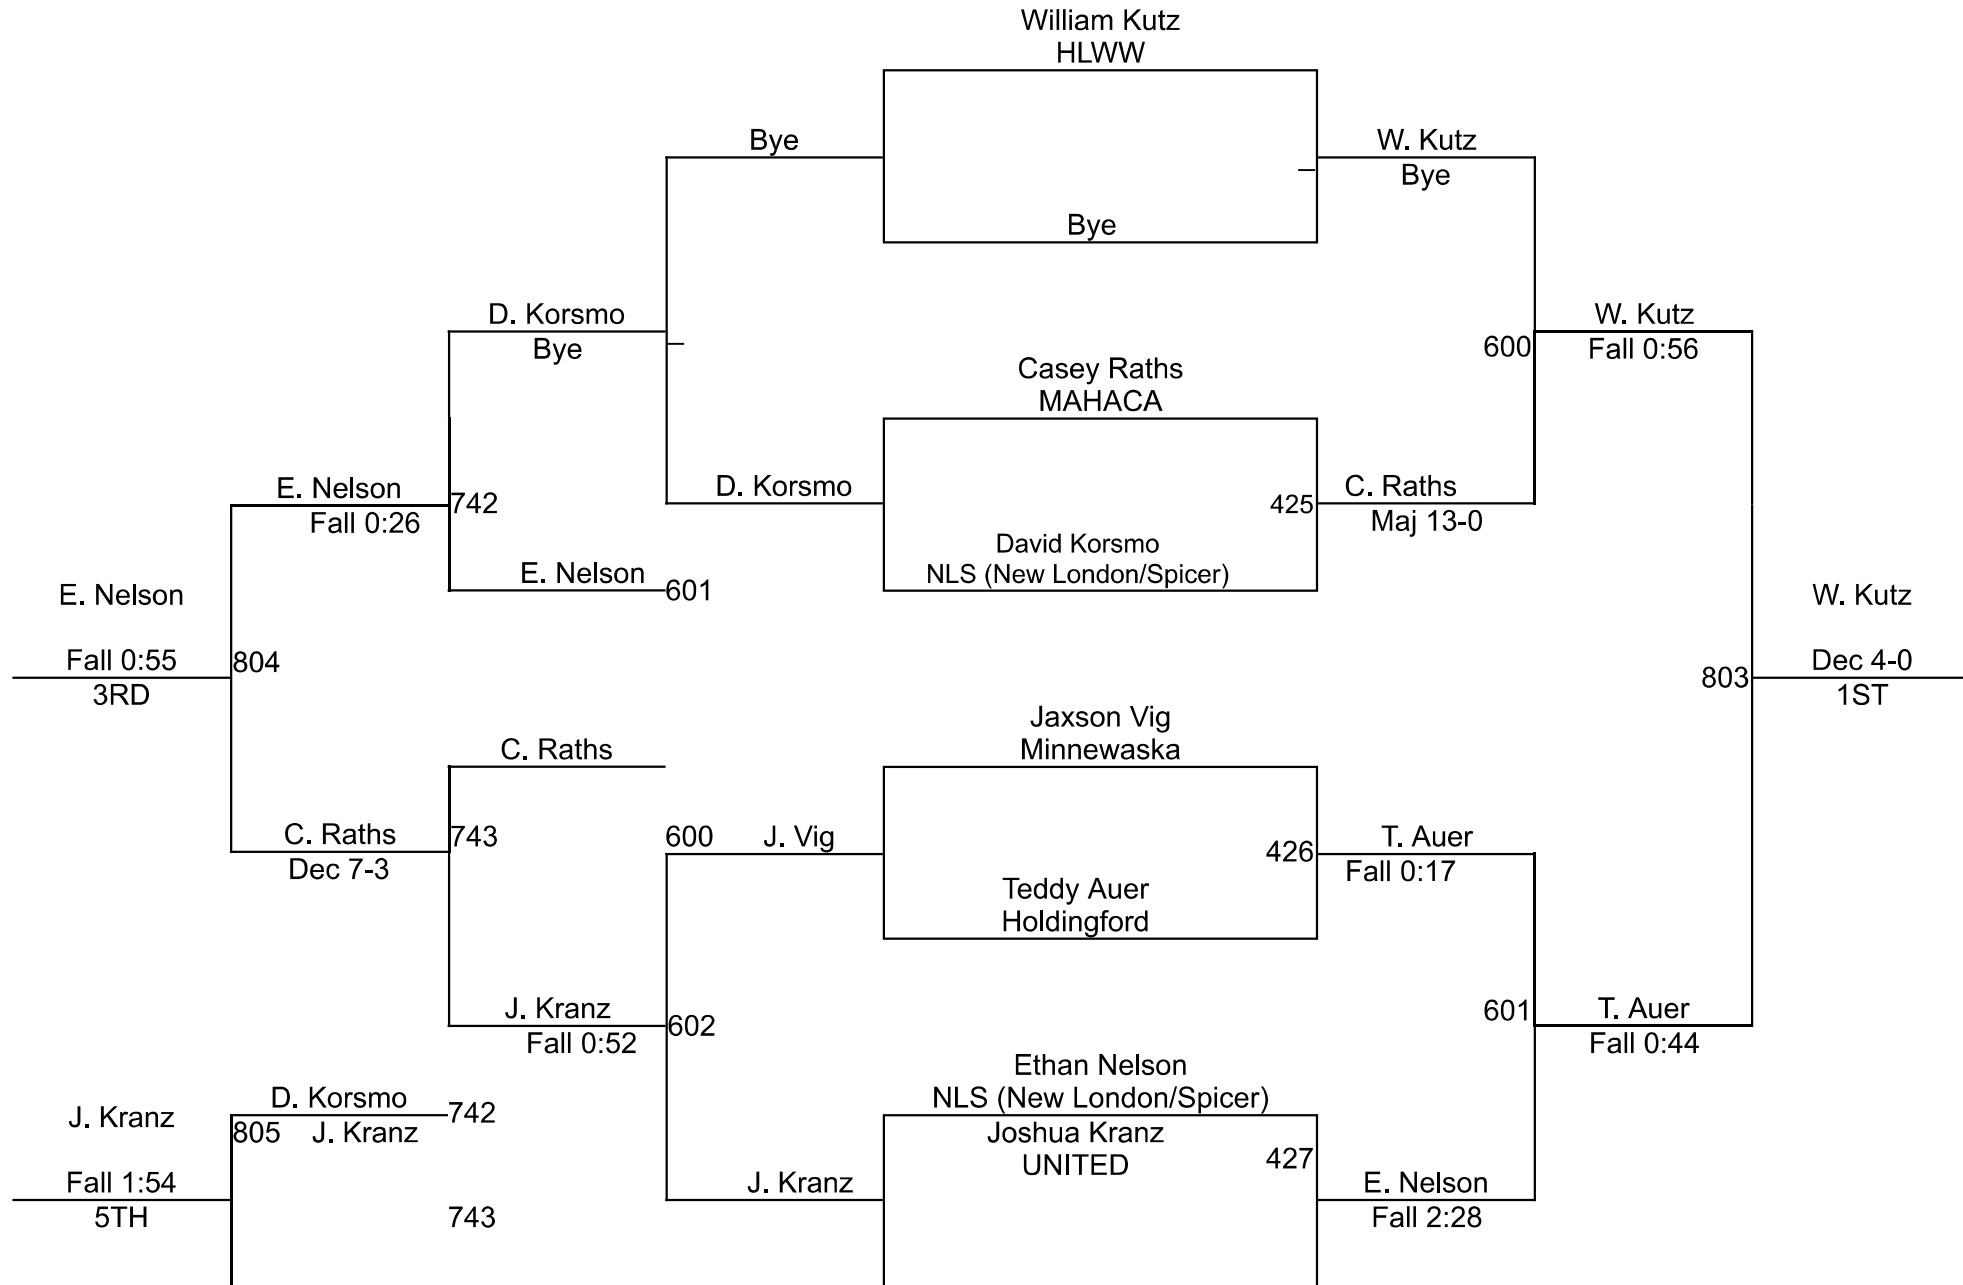 William Kutz
HLWW
Bye
W. Kutz
Bye
Bye
D. Korsmo
Bye
W. Kutz
600
Fall 0:56
Casey Raths
MAHACA
E. Nelson
742
Fall 0:26
D. Korsmo
425
C. Raths
Maj 13-0
David Korsmo
NLS (New London/Spicer)
E. Nelson
601
E. Nelson
W. Kutz
Fall 0:55
804
3RD
803
Dec 4-0
1ST
Jaxson Vig
Minnewaska
C. Raths
C. Raths
743
Dec 7-3
600
J. Vig
426
T. Auer
Fall 0:17
Teddy Auer
Holdingford
J. Kranz
602
Fall 0:52
601
T. Auer
Fall 0:44
Ethan Nelson
NLS (New London/Spicer)
J. Kranz
D. Korsmo
742
805
J. Kranz
Joshua Kranz
UNITED
427
Fall 1:54
5TH
743
J. Kranz
E. Nelson
Fall 2:28